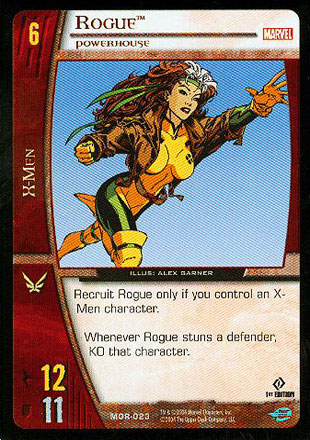 6
ROGUE™
POWERHOUSE
MARVEL
X-MEN
ILLUS: ALEX GARNER
Recruit Rogue only if you control an X-
Men character.
Whenever Rogue stuns a defender,
KO that character.
12
11
MOR-023
1ST EDITION